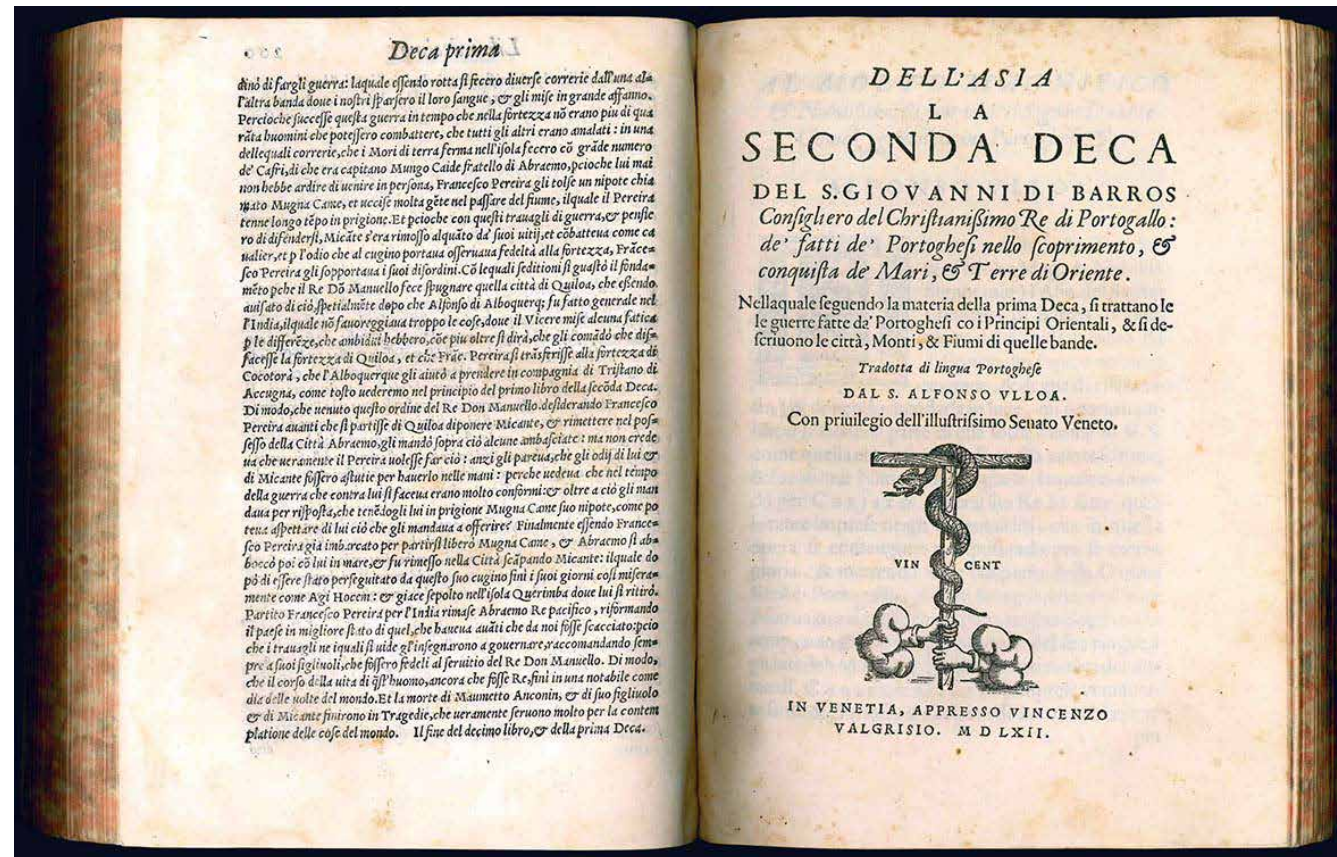 Deca prima
dinò di fargli guerra: laquale eſſendo rotta ſi fecero diuerſe correrie dall'una al=
l'altra banda doue i noſtri ſparſero il loro ſangue, & gli miſe in grande affanno.
Percioche ſucceſſe queſta guerra in tempo che nella fortezza nõ erano piu di qua
rãta huomini che poteſſero combattere, che tutti gli altri erano amalati: in una
dellequali correrie, che i Mori di terra ferma nell'iſola fecero cõ grãde numero
de' Cafri, di che era capitano Mungo Caide fratello di Abraemo, pcioche lui mai
non hebbe ardire di uenire in perſona, Franceſco Pereira gli tolſe un nipote chia
mato Mugna Came, et ucciſe molta gẽte nel paſſare del fiume, ilquale il Pereira
tenne longo tẽpo in prigione. Et pcioche con queſti trauagli di guerra, & penſie
ro di difenderſi, Micãte s'era rimoſſo alquãto da' ſuoi uitij, et cõbatteua come ca
ualier, et p l'odio che al cugino portaua oſſeruaua fedeltà alla fortezza, Frãce=
ſco Pereira gli ſopportaua i ſuoi diſordini. Cõ lequali ſeditioni ſi guaſtò il fonda=
mẽto pche il Re Dõ Manuello fece ſpugnare quella città di Quiloa, che eſſendo
auiſato di ciò, ſpetialmẽte dopo che Alfonſo di Alboquerq; fu fatto generale nel
l'India, ilquale nõ fauoreggiaua troppo le coſe, doue il Vicere miſe alcuna fatica
p le differẽze, che ambidui hebbero, cõe piu oltre ſi dirà, che gli comãdò che diſ=
faceſſe la fortezza di Quiloa, et che Frãc. Pereira ſi trãsferiſſe alla fortezza di
Cocotorà, che l'Alboquerque gli aiutò a prendere in compagnia di Triſtano di
Accugna, come toſto uederemo nel principio del primo libro della ſecõda Deca.
Di modo, che uenuto queſto ordine del Re Don Manuello deſiderando Franceſco
Pereira auanti che ſi partiſſe di Quiloa diponere Micante, & rimettere nel poſ=
ſeſſo della Città Abraemo, gli mandò ſopra ciò alcune ambaſciate: ma non crede
ua che ueramente il Pereira uoleſſe far ciò: anzi gli pareua, che gli odij di lui &
di Micante foſſero aſtutie per hauerlo nelle mani: perche uedeua che nel tẽmpo
della guerra che contra lui ſi faceua erano molto conformi: & oltre a ciò gli man
daua per riſpoſta, che tenẽdogli lui in prigione Mugna Came ſuo nipote, come po
teua aſpettare di lui ciò che gli mandaua a offerire? Finalmente eſſendo France=
ſco Pereira già imbarcato per partirſi liberò Mugna Came, & Abraemo ſi ab=
boccò poi cõ lui in mare, & fu rimeſſo nella Città ſcãpando Micante: ilquale do
pò di eſſere ſtato perſeguitato da queſto ſuo cugino finì i ſuoi giorni coſi miſera=
mente come Agi Hocem: & giace ſepolto nell'iſola Querimba doue lui ſi ritirò.
Partito Franceſco Pereira per l'India rimaſe Abraemo Re pacifico, riformando
il paeſe in migliore ſtato di quel, che haueua auãti che da noi foſſe ſcacciato: pcio
che i trauagli ne iquali ſi uide gl'inſegnarono a gouernare, raccomandando ſem=
pre a ſuoi figliuoli, che foſſero fedeli al ſeruitio del Re Don Manuello. Di modo,
che il corſo della uita di q̃ſt'huomo, ancora che foſſe Re, finì in una notabile come
dia delle uolte del mondo. Et la morte di Maumetto Anconin, & di ſuo figliuolo
& di Micante finirono in Tragedie, che ueramente ſeruono molto per la contem
platione delle coſe del mondo. Il fine del decimo libro, & della prima Deca.
DELL'ASIA
LA
SECONDA DECA
DEL S. GIOVANNI DI BARROS
Conſigliero del Chriſtianiſſimo Re di Portogallo:
de' fatti de' Portogheſi nello ſcoprimento, &
conquiſta de' Mari, & Terre di Oriente.
Nellaquale ſeguendo la materia della prima Deca, ſi trattano le
le guerre fatte da' Portogheſi co i Principi Orientali, & ſi de-
ſcriuono le città, Monti, & Fiumi di quelle bande.
Tradotta di lingua Portogheſe
DAL S. ALFONSO VLLOA.
Con priuilegio dell'illuſtriſsimo Senato Veneto.
VIN CENT
IN VENETIA, APPRESSO VINCENZO
VALGRISIO. M D LXII.